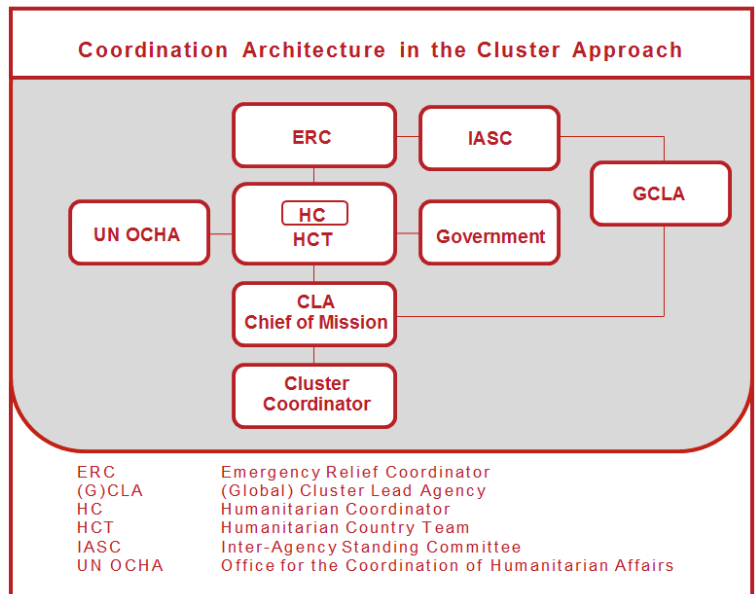 Coordination Architecture in the Cluster Approach
ERC
IASC
GCLA
UN OCHA
HC
HCT
Government
CLA
Chief of Mission
Cluster
Coordinator
ERC Emergency Relief Coordinator
(G)CLA (Global) Cluster Lead Agency
HC Humanitarian Coordinator
HCT Humanitarian Country Team
IASC Inter-Agency Standing Committee
UN OCHA Office for the Coordination of Humanitarian Affairs